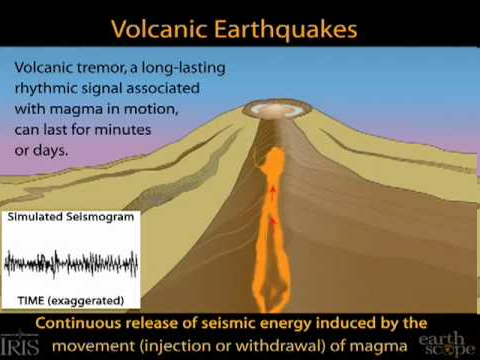 Volcanic Earthquakes
Volcanic tremor, a long-lasting
rhythmic signal associated
with magma in motion,
can last for minutes
or days.
Simulated Seismogram
TIME (exaggerated)
Continuous release of seismic energy induced by the
movement (injection or withdrawal) of magma
IRIS
earth
scope